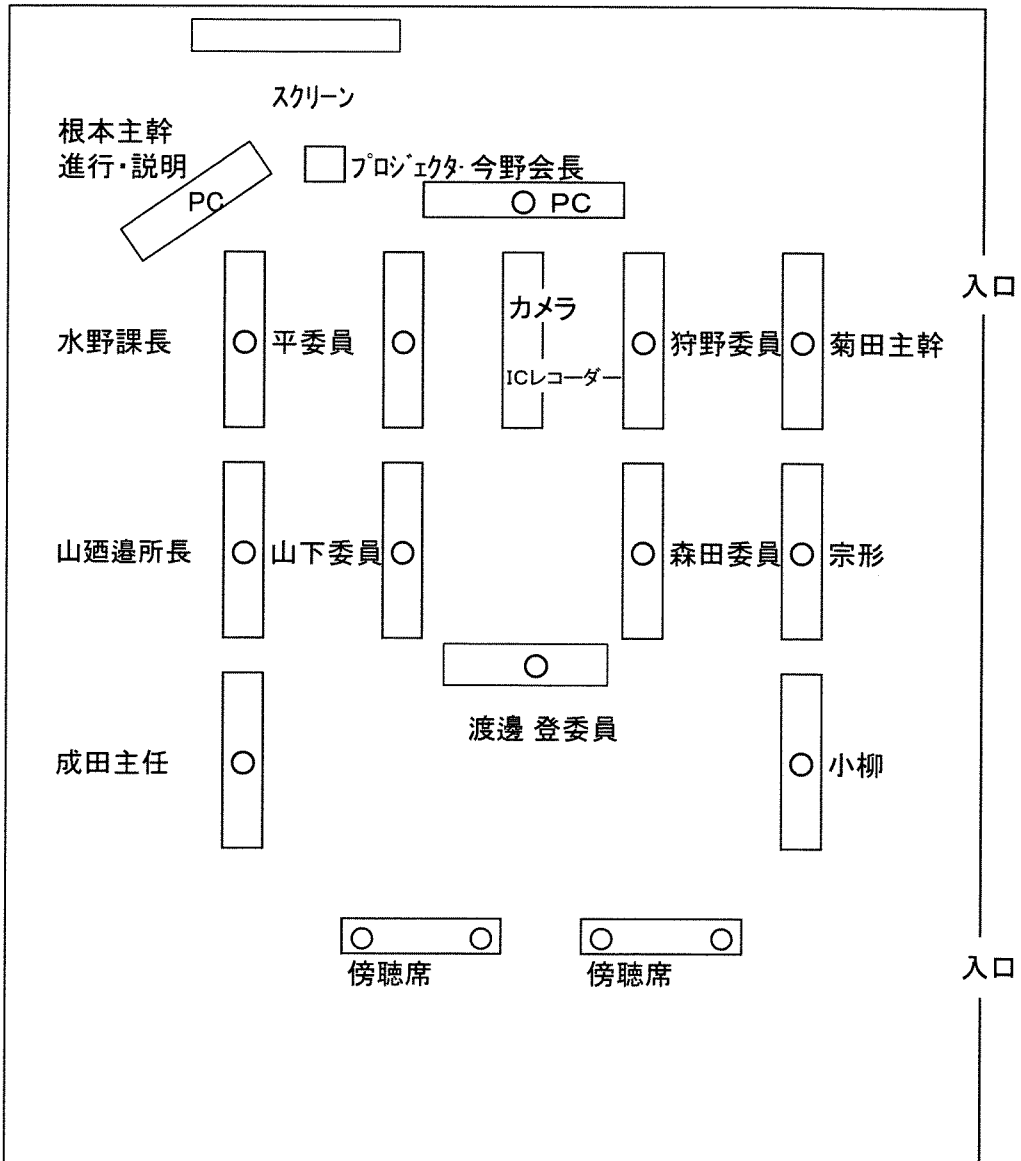 スクリーン
根本主幹
進行・説明
PC
プロジェクタ-
今野会長
PC
入口
水野課長
平委員
カメラ
ICレコーダー
狩野委員
菊田主幹
山廼邉所長
山下委員
森田委員
宗形
渡邊 登委員
成田主任
小柳
傍聴席
傍聴席
入口